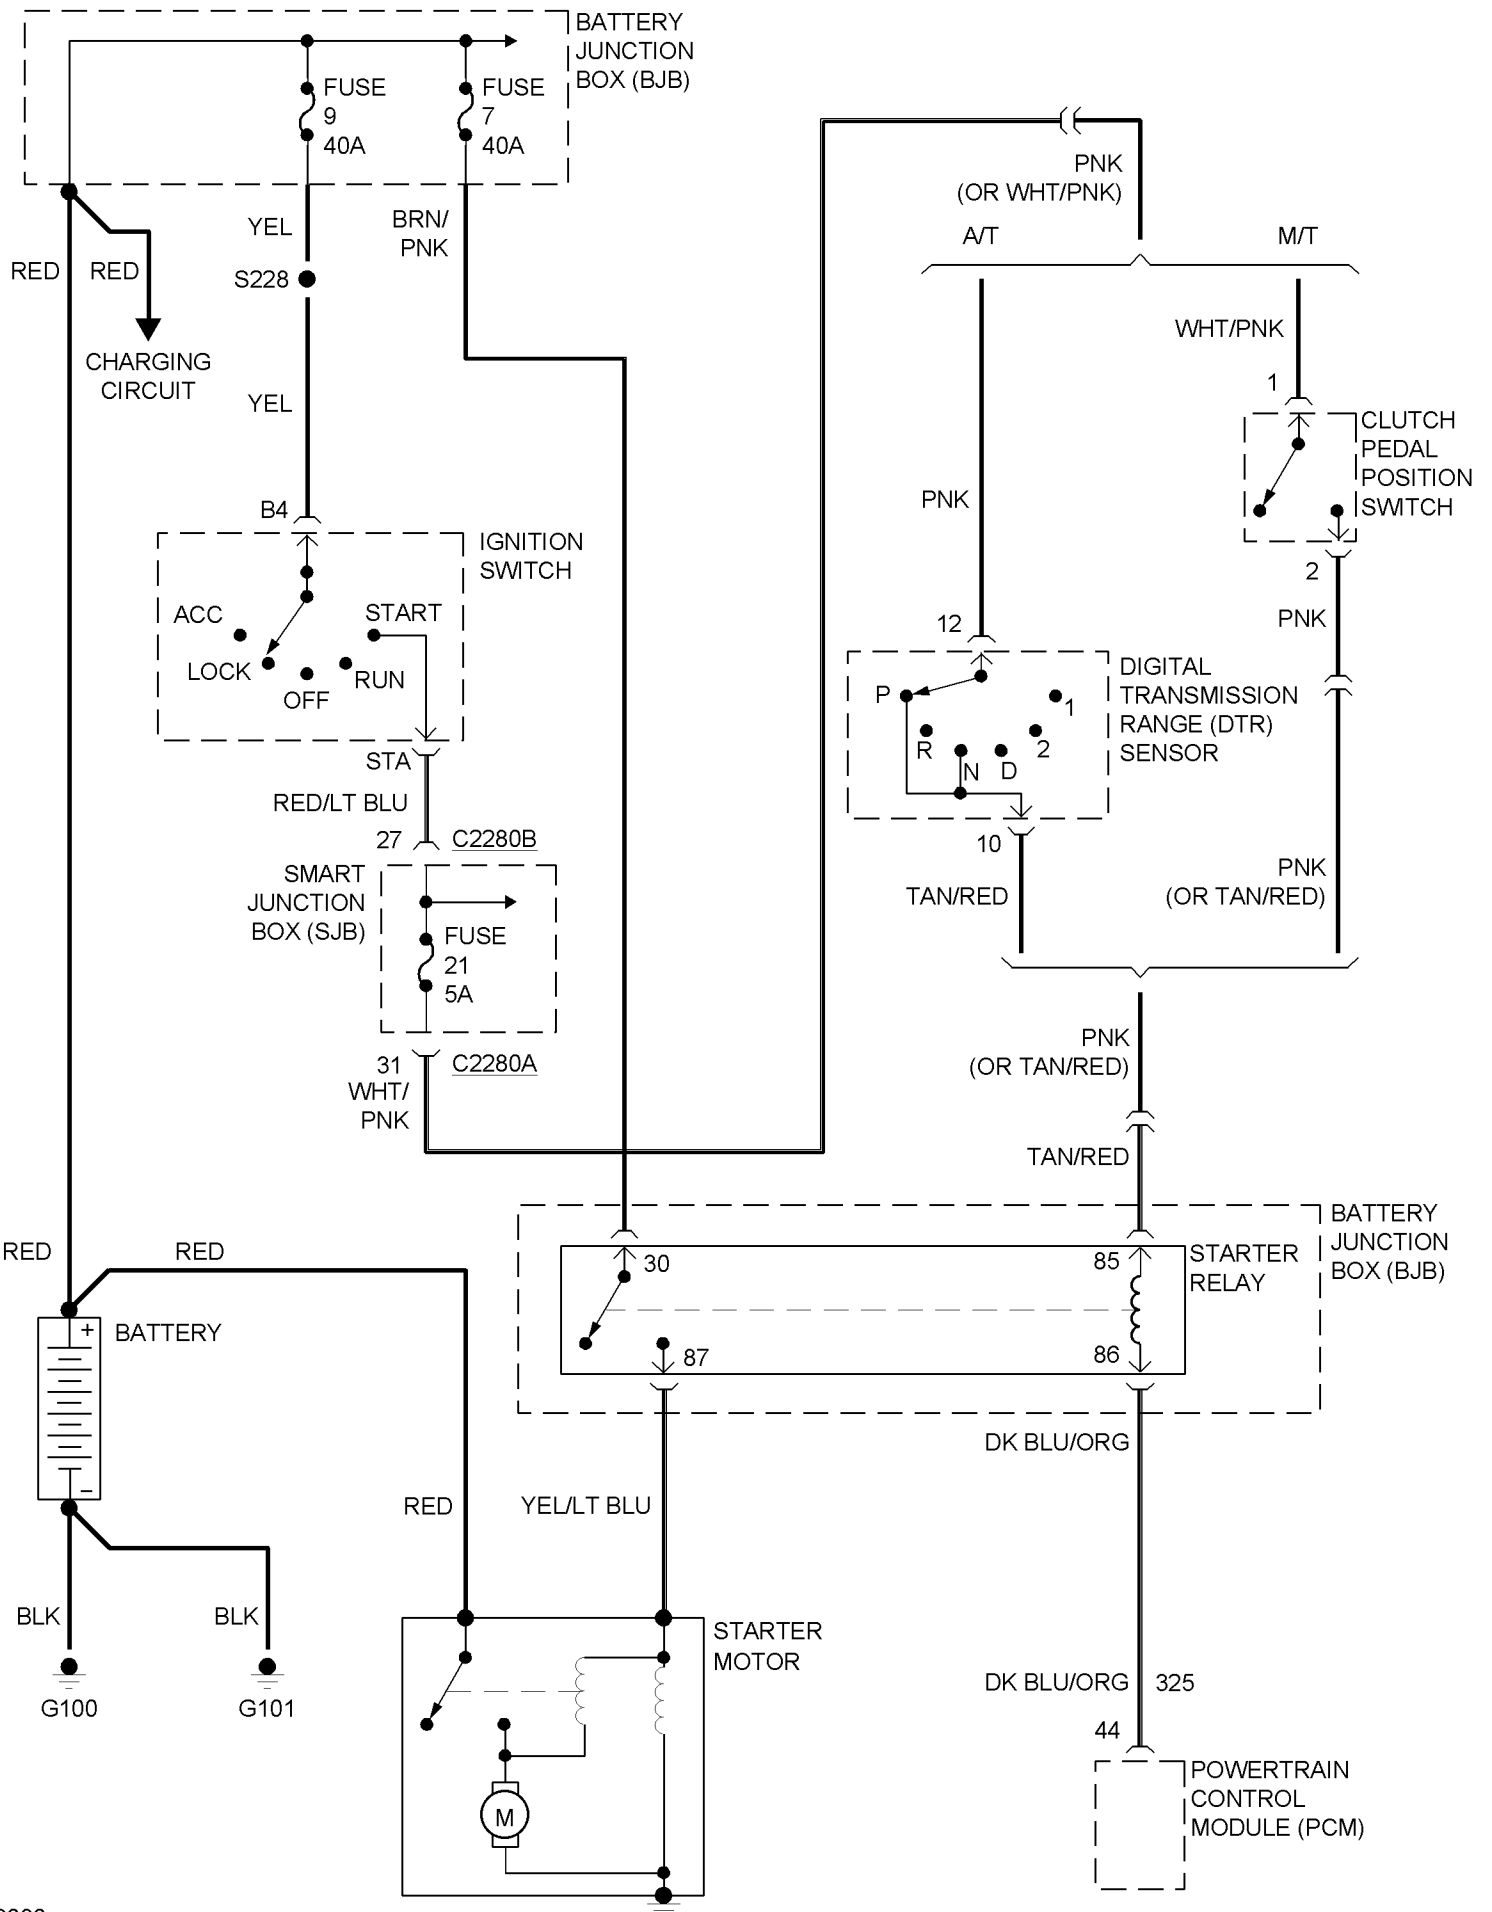 BATTERY
JUNCTION
BOX (BJB)
FUSE
9
40A
FUSE
7
40A
PNK
(OR WHT/PNK)
YEL
BRN/
PNK
A/T
M/T
RED
RED
S228
WHT/PNK
CHARGING
CIRCUIT
YEL
1
CLUTCH
PEDAL
POSITION
SWITCH
PNK
B4
IGNITION
SWITCH
2
ACC
START
LOCK
OFF
RUN
12
PNK
DIGITAL
TRANSMISSION
RANGE (DTR)
SENSOR
P
R
N
D
2
1
STA
RED/LT BLU
27
C2280B
10
SMART
JUNCTION
BOX (SJB)
FUSE
21
5A
TAN/RED
PNK
(OR TAN/RED)
31
C2280A
WHT/
PNK
PNK
(OR TAN/RED)
TAN/RED
BATTERY
JUNCTION
BOX (BJB)
RED
RED
30
85
STARTER
RELAY
+
BATTERY
87
86
DK BLU/ORG
–
RED
YEL/LT BLU
BLK
BLK
STARTER
MOTOR
G100
G101
DK BLU/ORG
325
44
M
POWERTRAIN
CONTROL
MODULE (PCM)